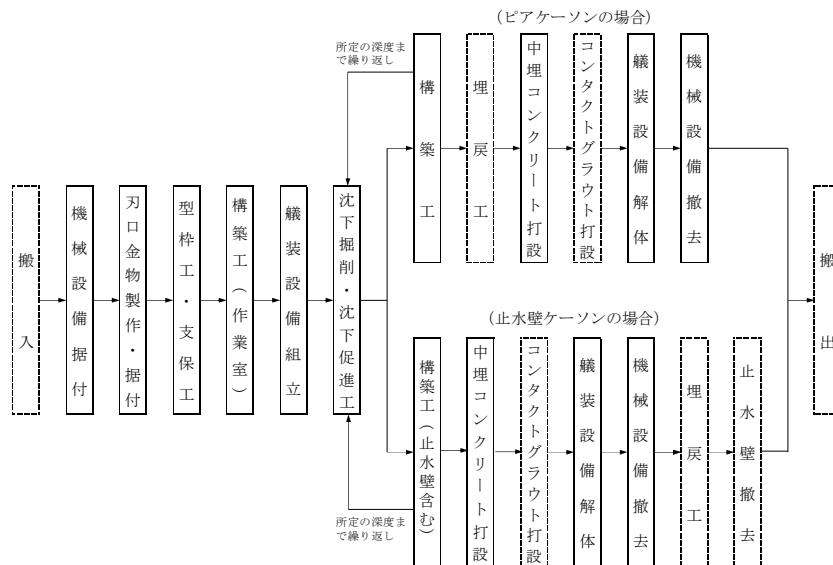 （ピアケーソンの場合）
所定の深度ま
で繰り返し
搬入
機械設備据付
刃口金物製作・据付
型枠工・支保工
構築工（作業室）
艤装設備組立
沈下掘削・沈下促進工
構築工
埋戻工
中埋コンクリート打設
コンタクトグラウト打設
艤装設備解体
機械設備撤去
（止水壁ケーソンの場合）
構築工（止水壁含む）
中埋コンクリート打設
コンタクトグラウト打設
艤装設備解体
機械設備撤去
埋戻工
止水壁撤去
所定の深度ま
で繰り返し
搬出